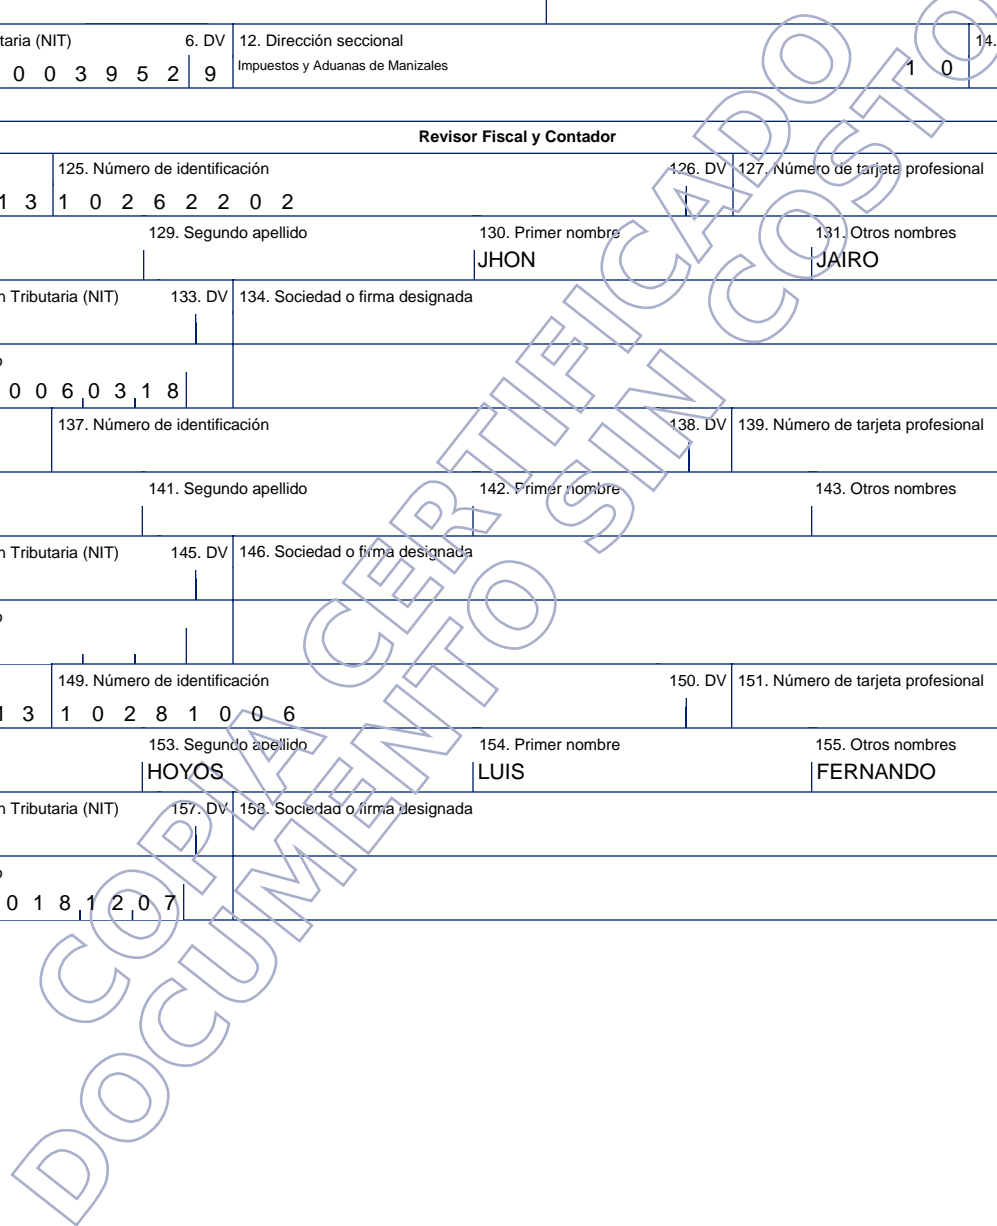 taria (NIT) 6. DV 12. Dirección seccional 14.
0 0 3 9 5 2 9 Impuestos y Aduanas de Manizales 1 0
Revisor Fiscal y Contador
125. Número de identificación 126. DV 127. Número de tarjeta profesional
1 3 1 0 2 6 2 2 0 2
129. Segundo apellido 130. Primer nombre 131. Otros nombres
JHON JAIRO
n Tributaria (NIT) 133. DV 134. Sociedad o firma designada
o
0 0 6 0 3 1 8
137. Número de identificación 138. DV 139. Número de tarjeta profesional
141. Segundo apellido 142. Primer nombre 143. Otros nombres
n Tributaria (NIT) 145. DV 146. Sociedad o firma designada
o
149. Número de identificación 150. DV 151. Número de tarjeta profesional
1 3 1 0 2 8 1 0 0 6
153. Segundo apellido 154. Primer nombre 155. Otros nombres
HOYOS LUIS FERNANDO
n Tributaria (NIT) 157. DV 158. Sociedad o firma designada
o
0 1 8 1 2 0 7
COPIA CERTIFICADO
DOCUMENTO SIN COSTO